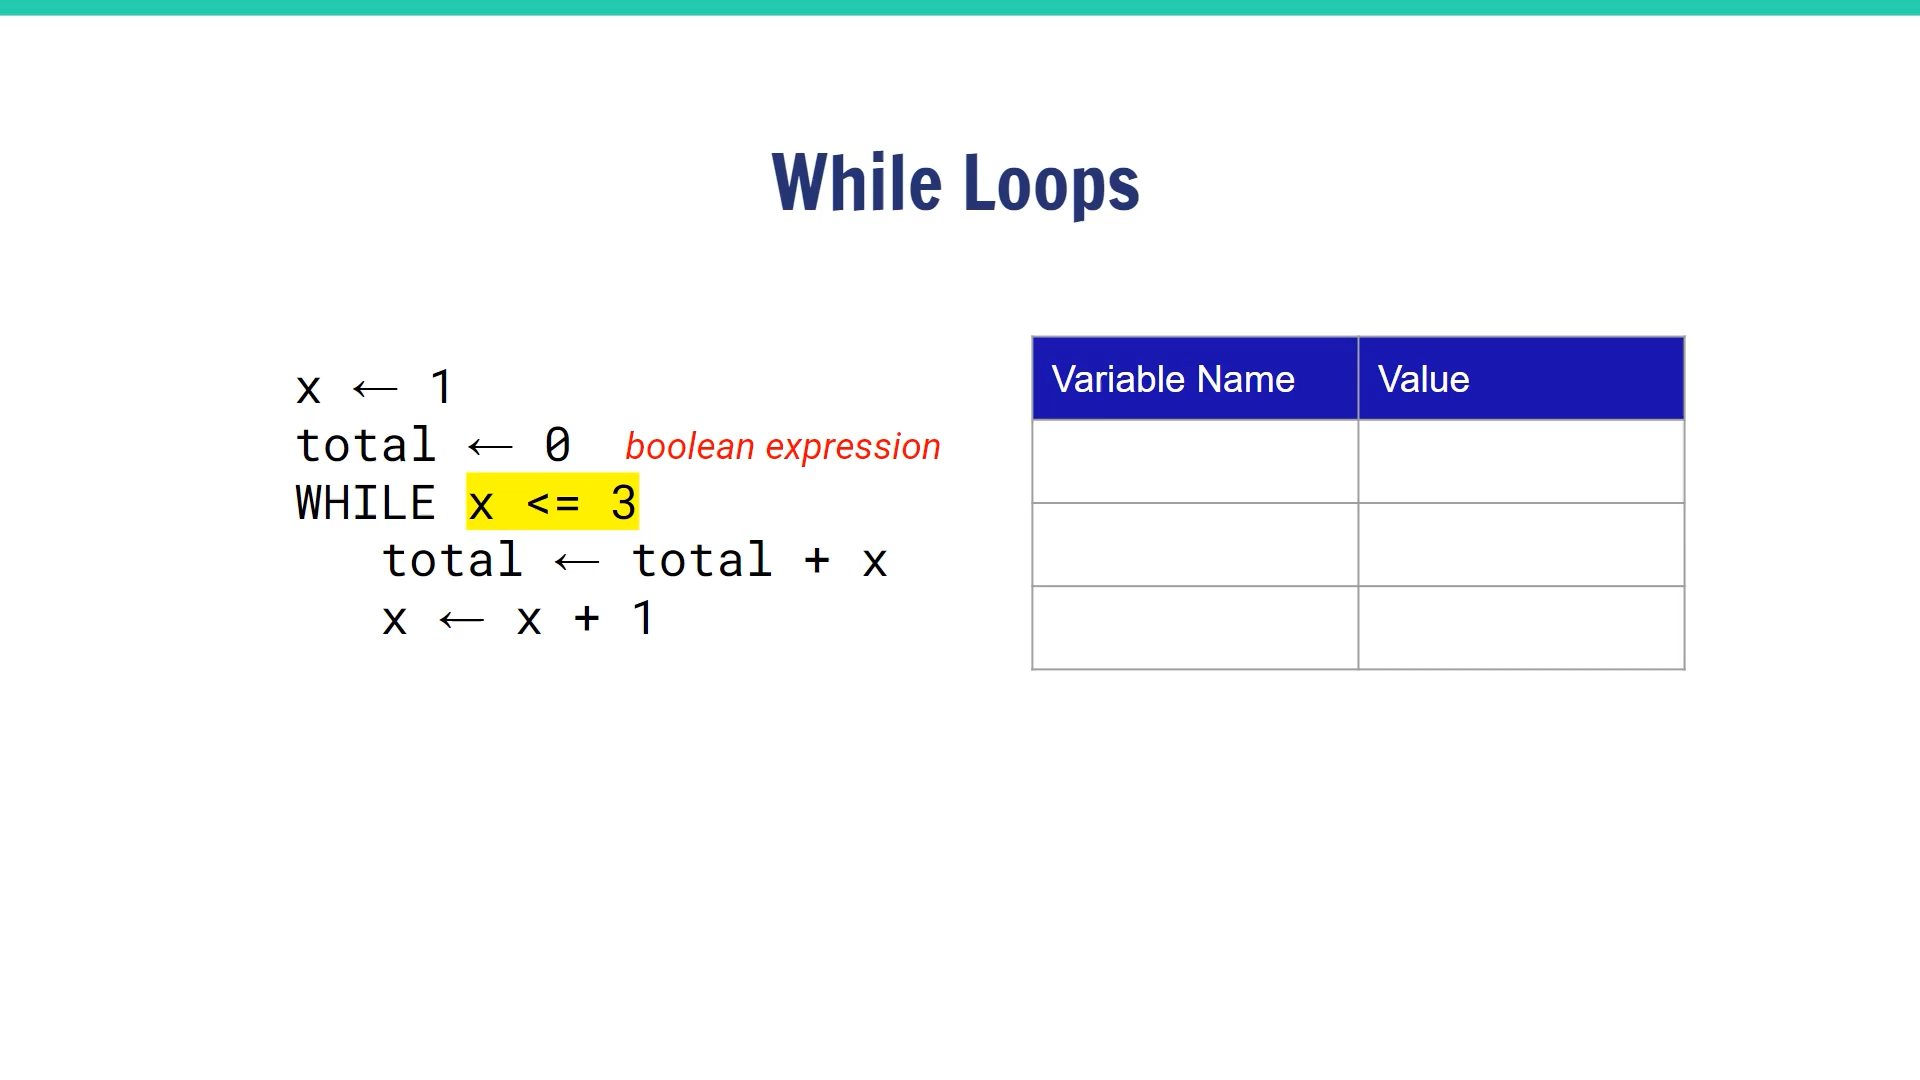 While Loops
x ← 1
total ← 0 boolean expression
WHILE x <= 3
total ← total + x
x ← x + 1
Variable Name Value